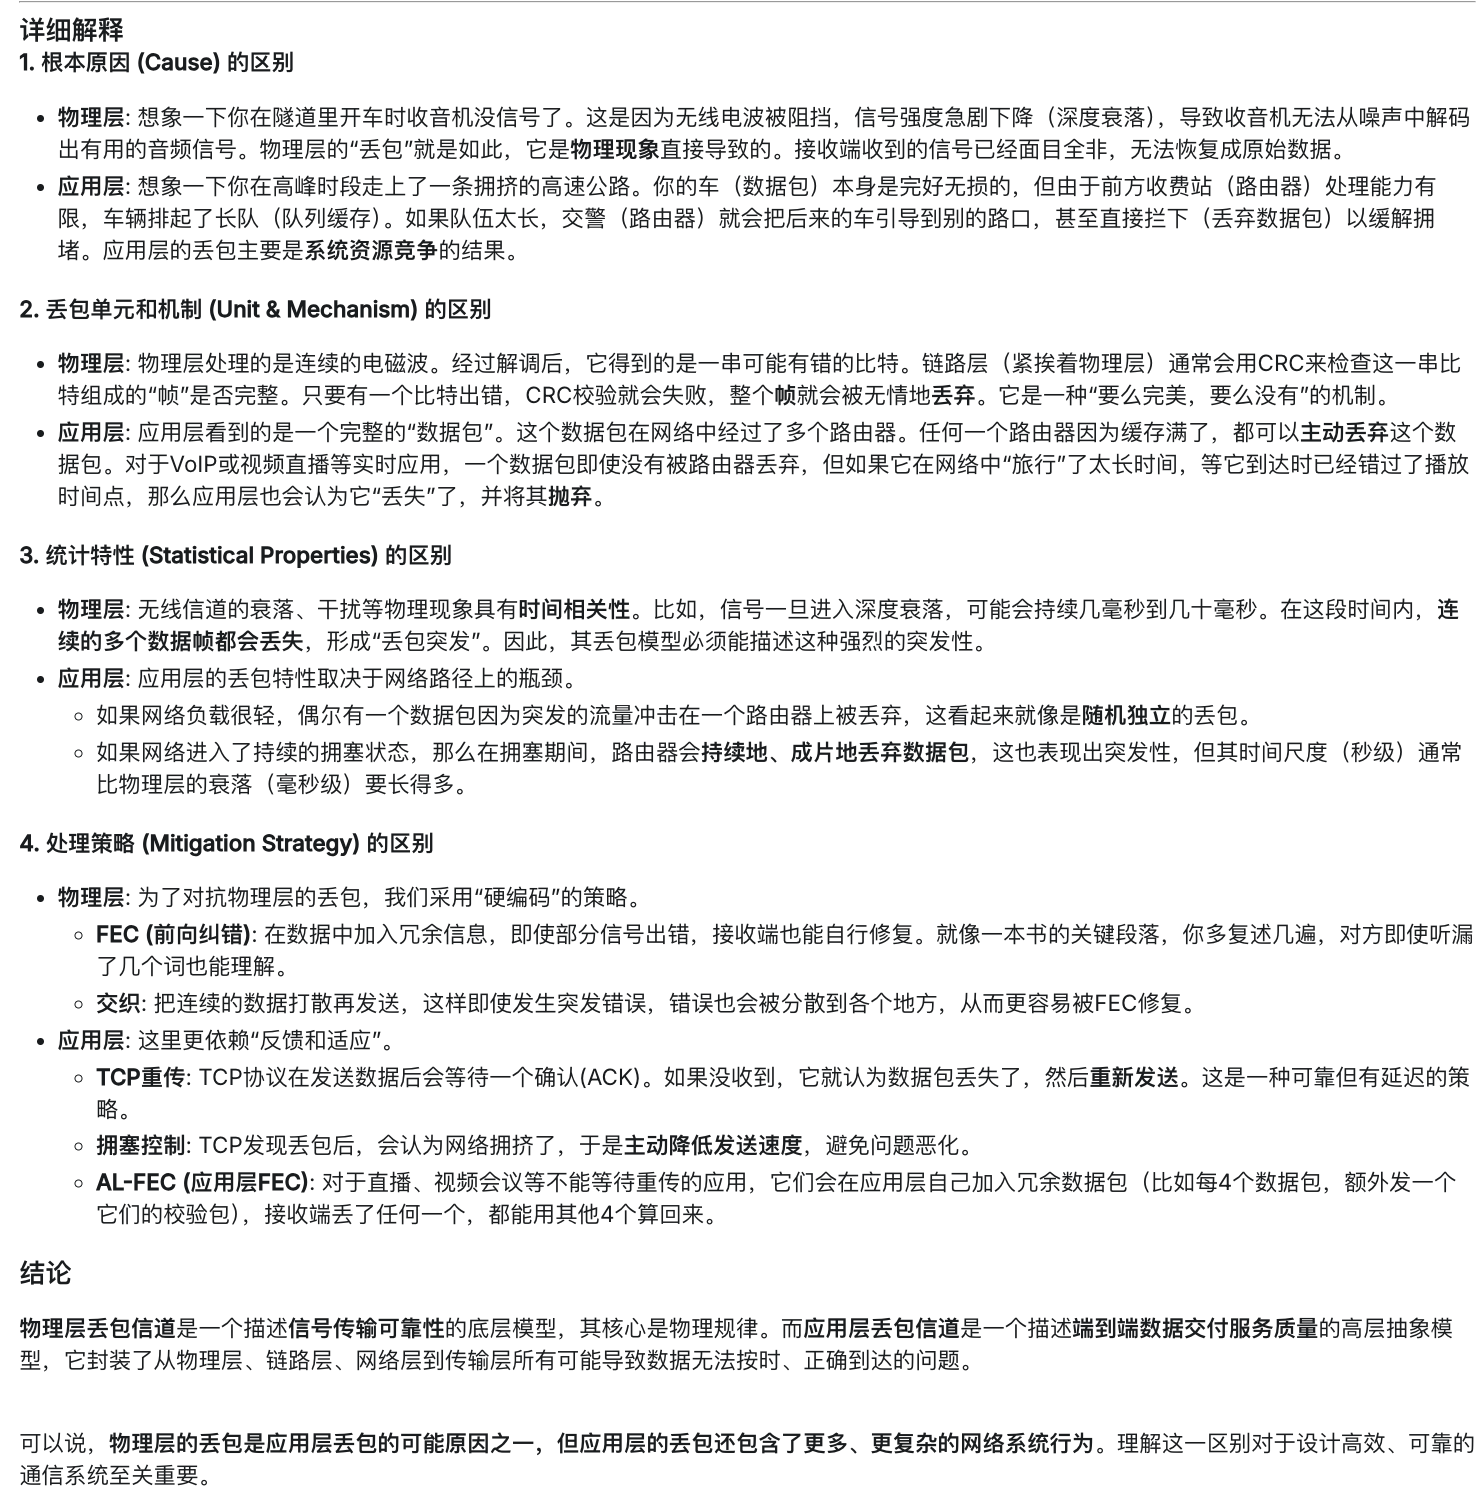 详细解释
1. 根本原因 (Cause) 的区别
• 物理层: 想象一下你在隧道里开车时收音机没信号了。这是因为无线电波被阻挡，信号强度急剧下降（深度衰落），导致收音机无法从噪声中解码
出有用的音频信号。物理层的“丢包”就是如此，它是物理现象直接导致的。接收端收到的信号已经面目全非，无法恢复成原始数据。
• 应用层: 想象一下你在高峰时段走上了一条拥挤的高速公路。你的车（数据包）本身是完好无损的，但由于前方收费站（路由器）处理能力有
限，车辆排起了长队（队列缓存）。如果队伍太长，交警（路由器）就会把后来的车引导到别的路口，甚至直接拦下（丢弃数据包）以缓解拥
堵。应用层的丢包主要是系统资源竞争的结果。
2. 丢包单元和机制 (Unit & Mechanism) 的区别
• 物理层: 物理层处理的是连续的电磁波。经过解调后，它得到的是一串可能有错的比特。链路层（紧挨着物理层）通常会用CRC来检查这一串比
特组成的“帧”是否完整。只要有一个比特出错，CRC校验就会失败，整个帧就会被无情地丢弃。它是一种“要么完美，要么没有”的机制。
• 应用层: 应用层看到的是一个完整的“数据包”。这个数据包在网络中经过了多个路由器。任何一个路由器因为缓存满了，都可以主动丢弃这个数
据包。对于VoIP或视频直播等实时应用，一个数据包即使没有被路由器丢弃，但如果它在网络中“旅行”了太长时间，等它到达时已经错过了播放
时间点，那么应用层也会认为它“丢失”了，并将其抛弃。
3. 统计特性 (Statistical Properties) 的区别
• 物理层: 无线信道的衰落、干扰等物理现象具有时间相关性。比如，信号一旦进入深度衰落，可能会持续几毫秒到几十毫秒。在这段时间内，连
续的多个数据帧都会丢失，形成“丢包突发”。因此，其丢包模型必须能描述这种强烈的突发性。
• 应用层: 应用层的丢包特性取决于网络路径上的瓶颈。
◦ 如果网络负载很轻，偶尔有一个数据包因为突发的流量冲击在一个路由器上被丢弃，这看起来就像是随机独立的丢包。
◦ 如果网络进入了持续的拥塞状态，那么在拥塞期间，路由器会持续地、成片地丢弃数据包，这也表现出突发性，但其时间尺度（秒级）通常
比物理层的衰落（毫秒级）要长得多。
4. 处理策略 (Mitigation Strategy) 的区别
• 物理层: 为了对抗物理层的丢包，我们采用“硬编码”的策略。
◦ FEC (前向纠错): 在数据中加入冗余信息，即使部分信号出错，接收端也能自行修复。就像一本书的关键段落，你多复述几遍，对方即使听漏
了几个词也能理解。
◦ 交织: 把连续的数据打散再发送，这样即使发生突发错误，错误也会被分散到各个地方，从而更容易被FEC修复。
• 应用层: 这里更依赖“反馈和适应”。
◦ TCP重传: TCP协议在发送数据后会等待一个确认(ACK)。如果没收到，它就认为数据包丢失了，然后重新发送。这是一种可靠但有延迟的策
略。
◦ 拥塞控制: TCP发现丢包后，会认为网络拥挤了，于是主动降低发送速度，避免问题恶化。
◦ AL-FEC (应用层FEC): 对于直播、视频会议等不能等待重传的应用，它们会在应用层自己加入冗余数据包（比如每4个数据包，额外发一个
它们的校验包），接收端丢了任何一个，都能用其他4个算回来。
结论
物理层丢包信道是一个描述信号传输可靠性的底层模型，其核心是物理规律。而应用层丢包信道是一个描述端到端数据交付服务质量的高层抽象模
型，它封装了从物理层、链路层、网络层到传输层所有可能导致数据无法按时、正确到达的问题。
可以说，物理层的丢包是应用层丢包的可能原因之一，但应用层的丢包还包含了更多、更复杂的网络系统行为。理解这一区别对于设计高效、可靠的
通信系统至关重要。